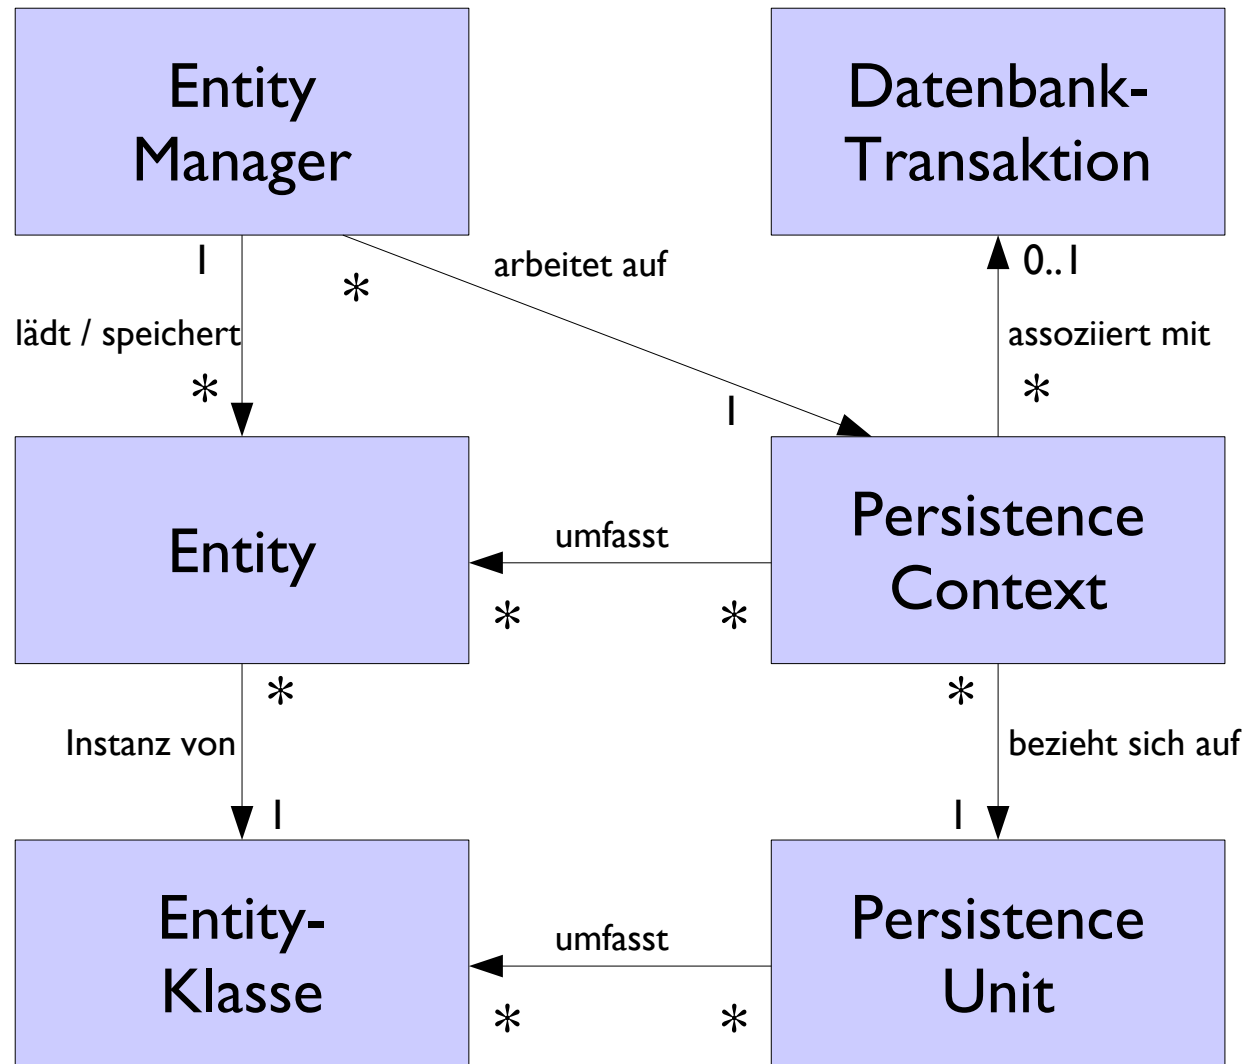 Entity
Manager
Datenbank-
Transaktion
1
*
arbeitet auf
0..1
lädt / speichert
assoziiert mit
*
1
*
Entity
umfasst
Persistence
Context
*
*
*
*
Instanz von
bezieht sich auf
1
1
Entity-
Klasse
umfasst
Persistence
Unit
*
*